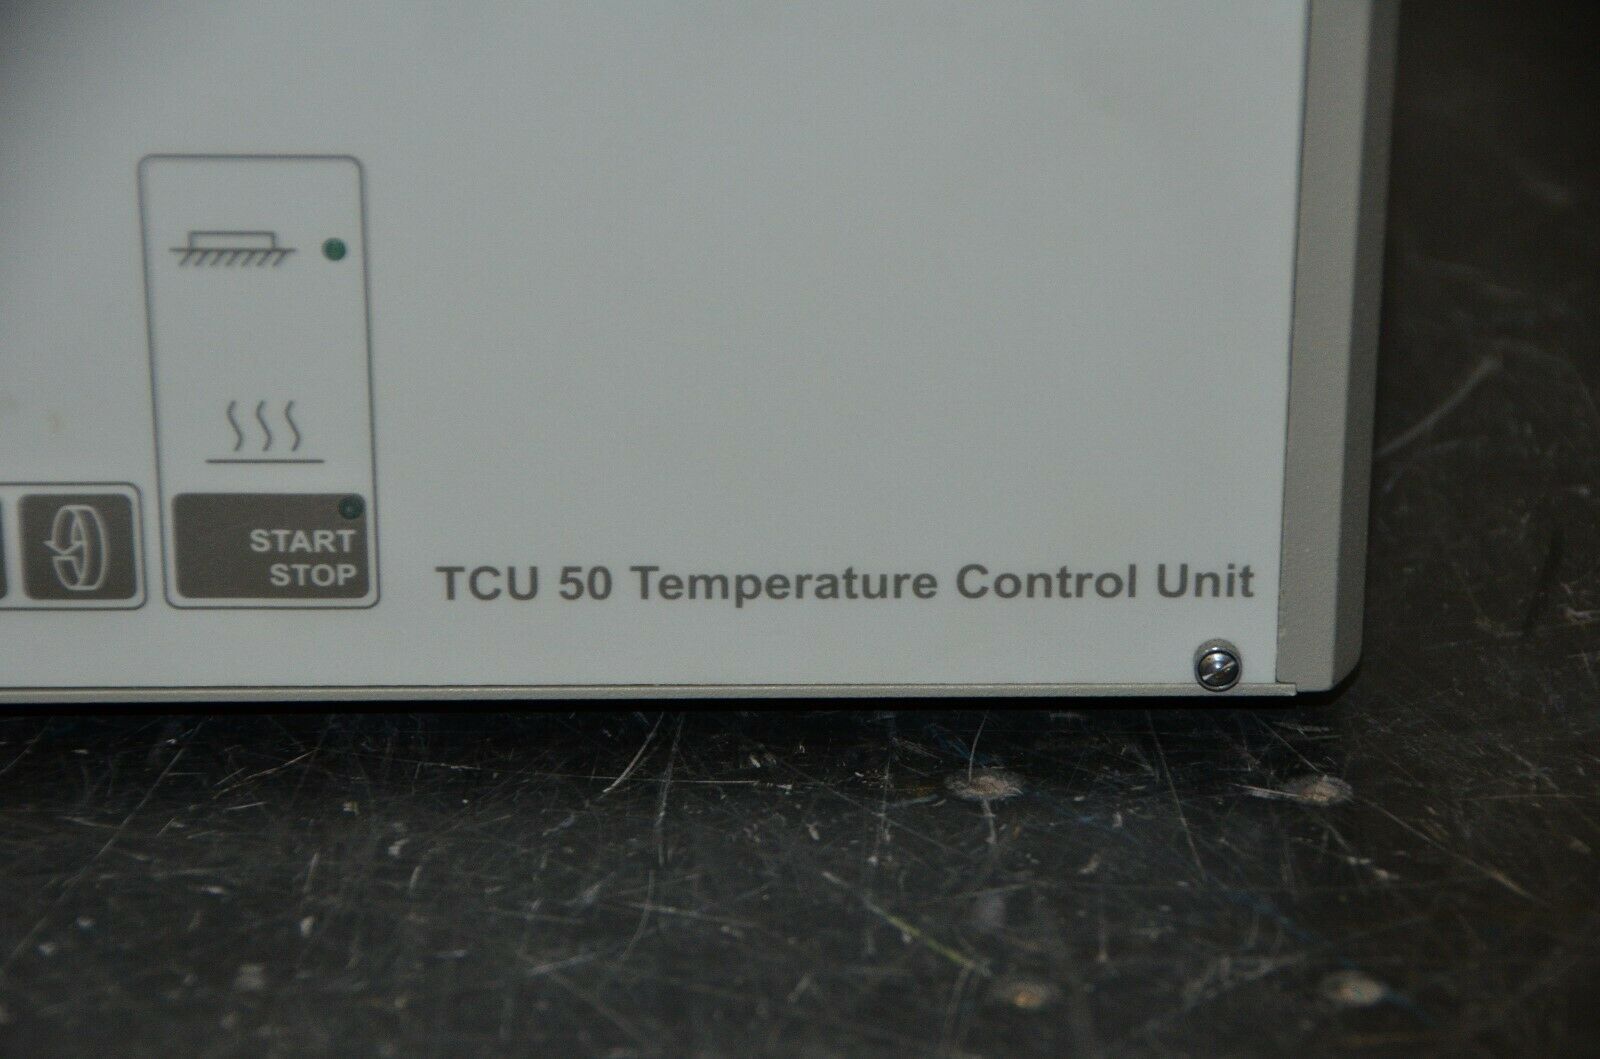 START
STOP
TCU 50 Temperature Control Unit